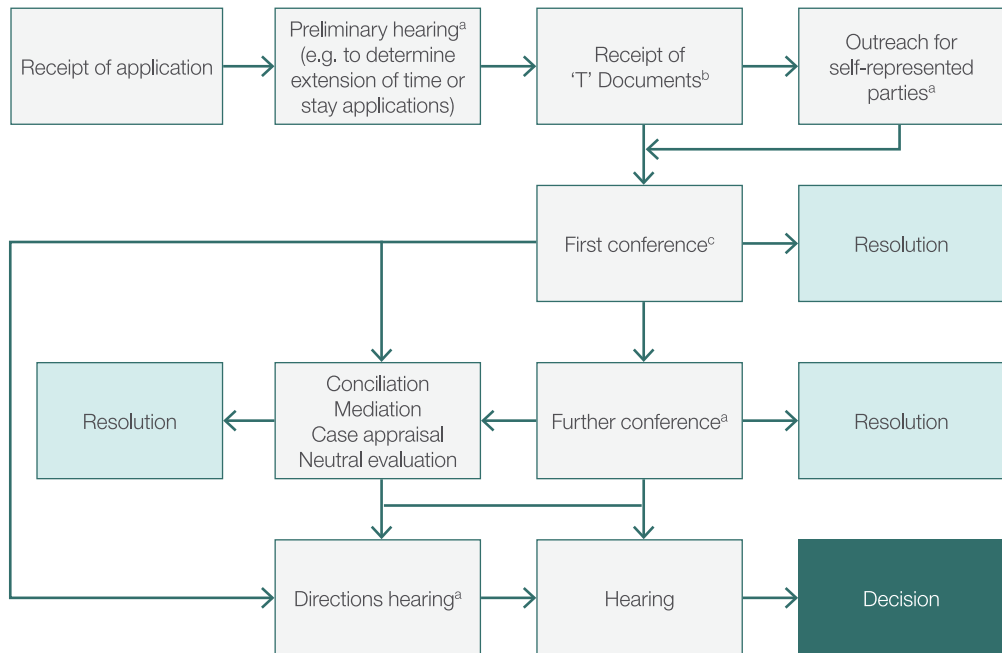 Receipt of application
Preliminary hearingᵃ
(e.g. to determine
extension of time or
stay applications)
Receipt of
‘T’ Documentsᵇ
Outreach for
self-represented
partiesᵃ
First conferenceᶜ
Resolution
Resolution
Conciliation
Mediation
Case appraisal
Neutral evaluation
Further conferenceᵃ
Resolution
Directions hearingᵃ
Hearing
Decision